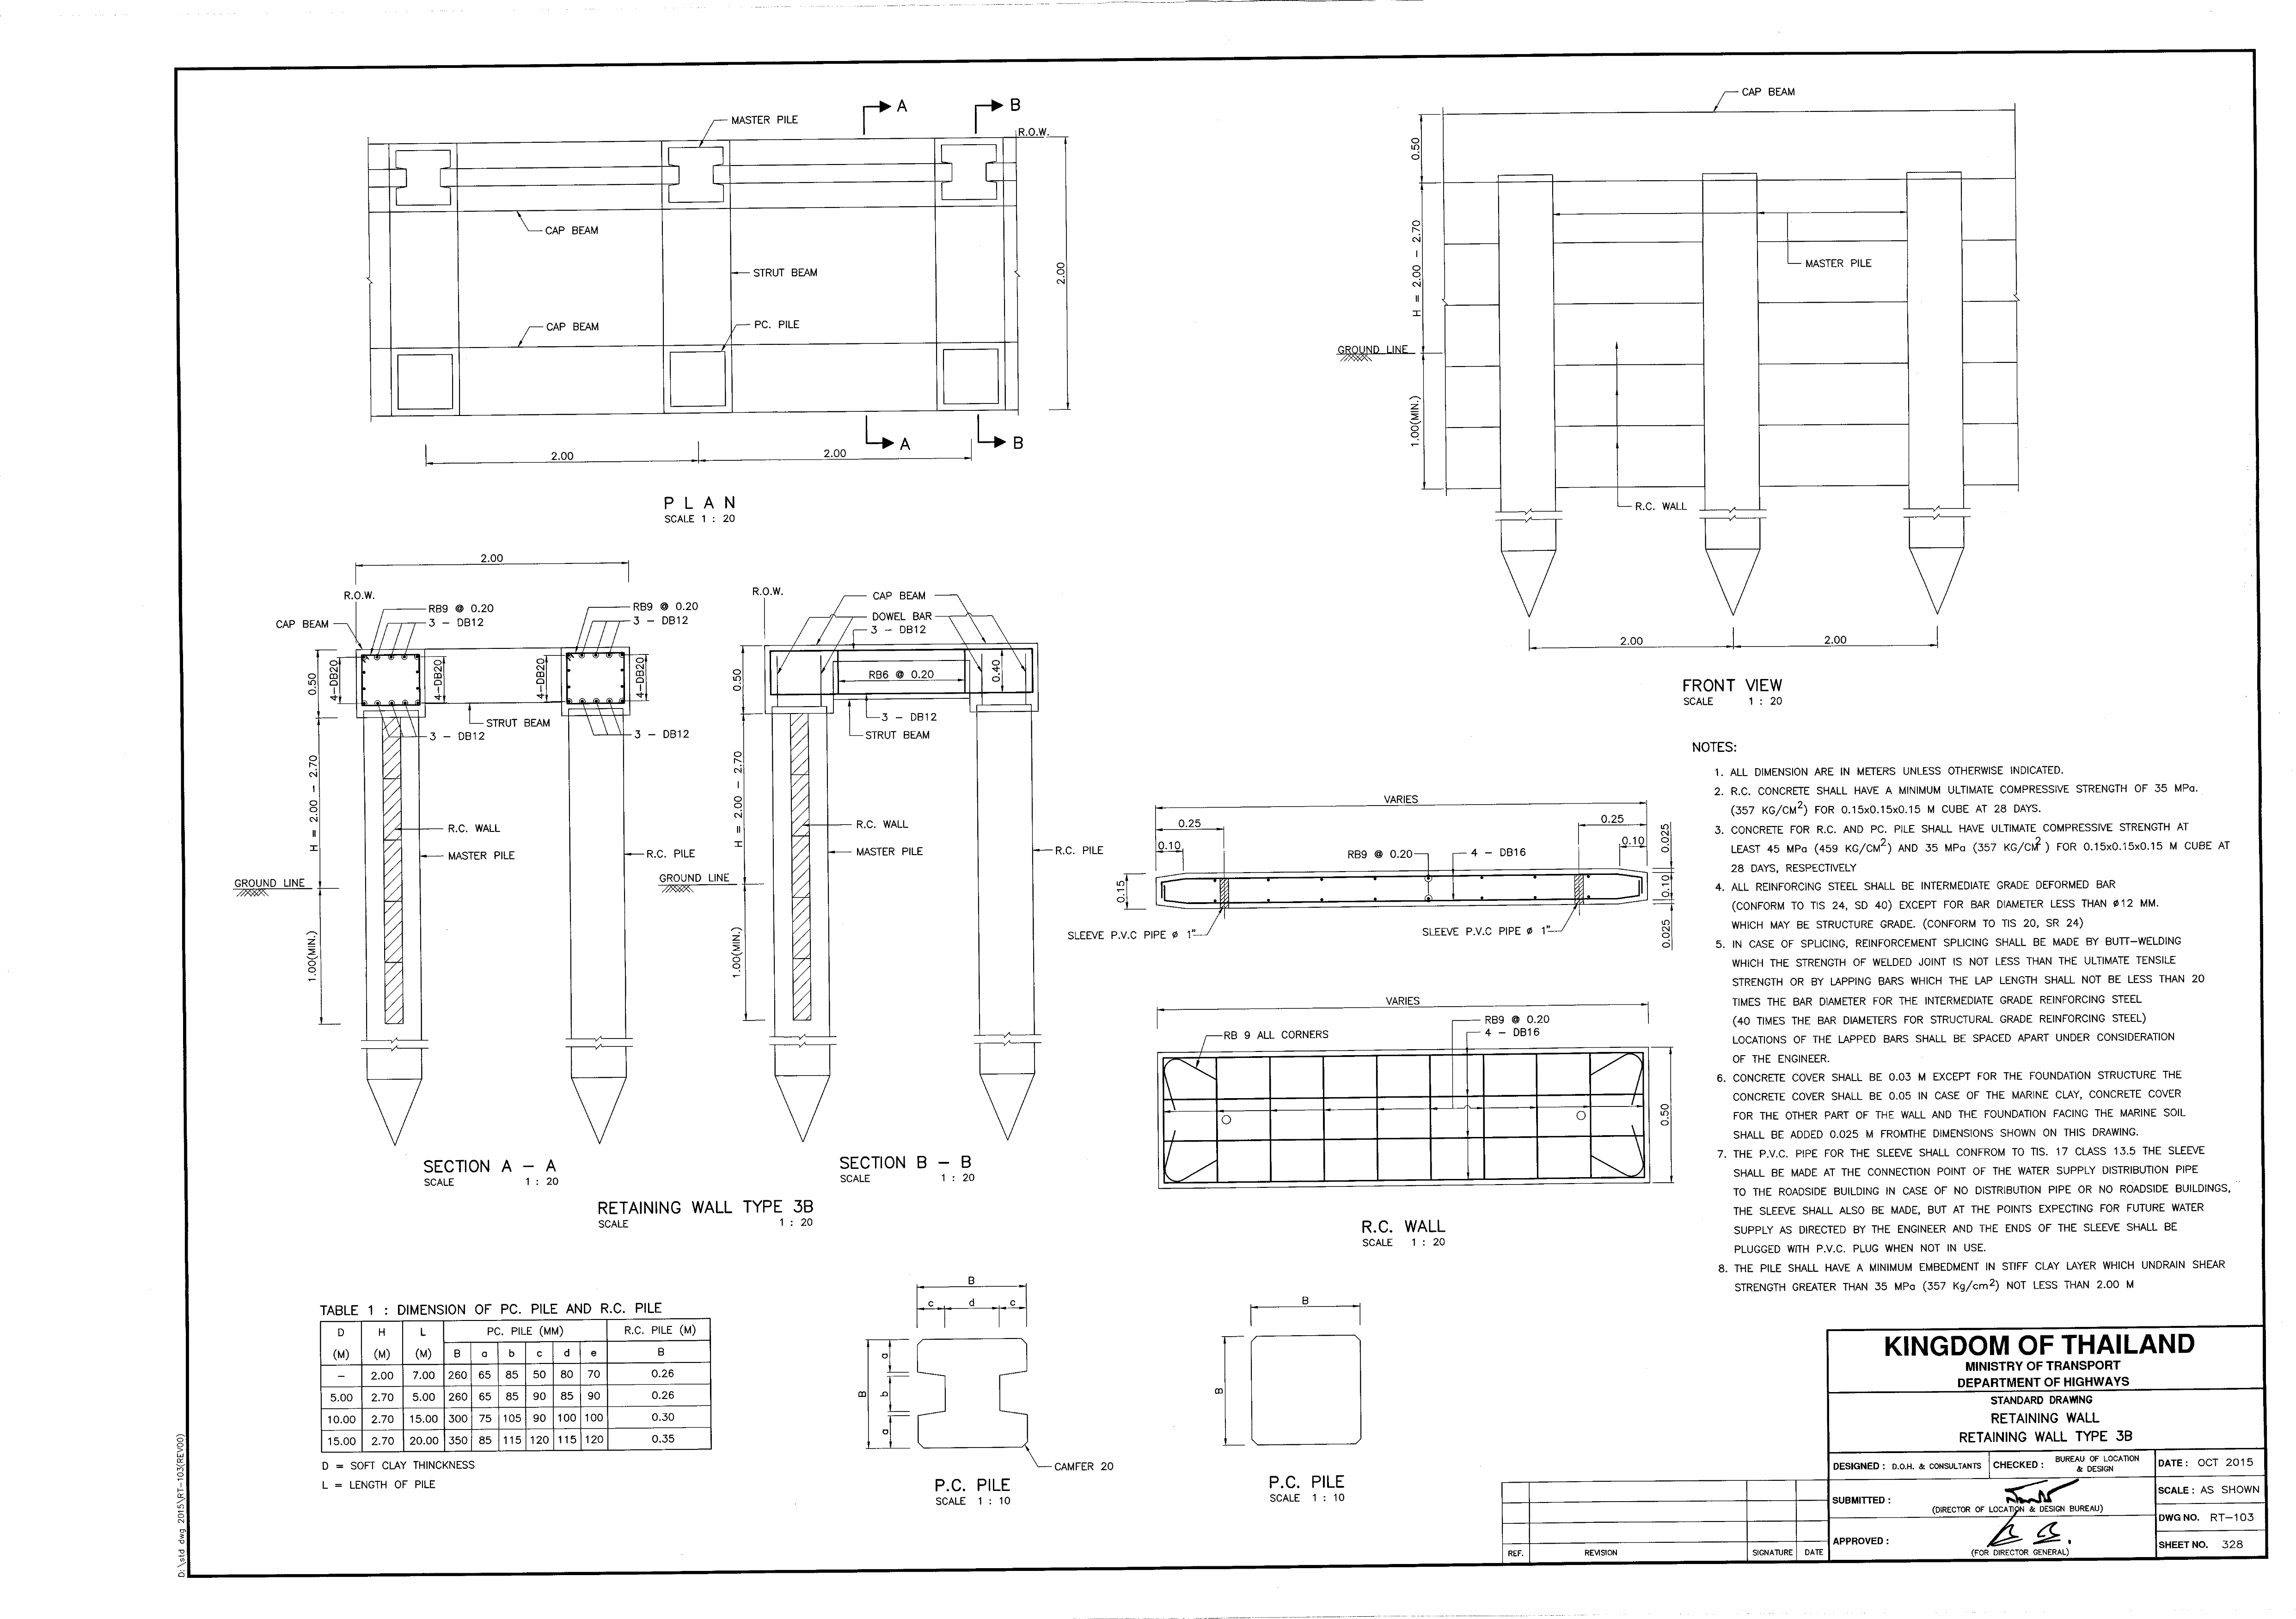 A
B
MASTER PILE
R.O.W.
CAP BEAM
STRUT BEAM
2.00
CAP BEAM
PC. PILE
A
B
2.00
2.00
P L A N
SCALE 1 : 20
CAP BEAM
0.50
H = 2.00 - 2.70
MASTER PILE
GROUND LINE
1.00(MIN.)
R.C. WALL
2.00
2.00
FRONT VIEW
SCALE 1 : 20
2.00
R.O.W.
CAP BEAM
RB9 @ 0.20
3 - DB12
RB9 @ 0.20
3 - DB12
0.50
4-DB20
4-DB20
4-DB20
4-DB20
STRUT BEAM
3 - DB12
3 - DB12
H = 2.00 - 2.70
R.C. WALL
MASTER PILE
R.C. PILE
GROUND LINE
1.00(MIN.)
SECTION A - A
SCALE 1 : 20
R.O.W.
CAP BEAM
DOWEL BAR
3 - DB12
0.50
RB6 @ 0.20
0.40
3 - DB12
STRUT BEAM
H = 2.00 - 2.70
R.C. WALL
MASTER PILE
R.C. PILE
GROUND LINE
1.00(MIN.)
SECTION B - B
SCALE 1 : 20
RETAINING WALL TYPE 3B
SCALE 1 : 20
VARIES
0.25
0.25
0.10
0.10
RB9 @ 0.20
4 - DB16
0.025
0.15
0.10
0.025
SLEEVE P.V.C PIPE ø 1"
SLEEVE P.V.C PIPE ø 1"
VARIES
RB 9 ALL CORNERS
RB9 @ 0.20
4 - DB16
0.50
R.C. WALL
SCALE 1 : 20
NOTES:
1. ALL DIMENSION ARE IN METERS UNLESS OTHERWISE INDICATED.
2. R.C. CONCRETE SHALL HAVE A MINIMUM ULTIMATE COMPRESSIVE STRENGTH OF 35 MPa.
(357 KG/CM2) FOR 0.15x0.15x0.15 M CUBE AT 28 DAYS.
3. CONCRETE FOR R.C. AND PC. PILE SHALL HAVE ULTIMATE COMPRESSIVE STRENGTH AT
LEAST 45 MPa (459 KG/CM2) AND 35 MPa (357 KG/CM2 ) FOR 0.15x0.15x0.15 M CUBE AT
28 DAYS, RESPECTIVELY
4. ALL REINFORCING STEEL SHALL BE INTERMEDIATE GRADE DEFORMED BAR
(CONFORM TO TIS 24, SD 40) EXCEPT FOR BAR DIAMETER LESS THAN ø12 MM.
WHICH MAY BE STRUCTURE GRADE. (CONFORM TO TIS 20, SR 24)
5. IN CASE OF SPLICING, REINFORCEMENT SPLICING SHALL BE MADE BY BUTT-WELDING
WHICH THE STRENGTH OF WELDED JOINT IS NOT LESS THAN THE ULTIMATE TENSILE
STRENGTH OR BY LAPPING BARS WHICH THE LAP LENGTH SHALL NOT BE LESS THAN 20
TIMES THE BAR DIAMETER FOR THE INTERMEDIATE GRADE REINFORCING STEEL
(40 TIMES THE BAR DIAMETERS FOR STRUCTURAL GRADE REINFORCING STEEL)
LOCATIONS OF THE LAPPED BARS SHALL BE SPACED APART UNDER CONSIDERATION
OF THE ENGINEER.
6. CONCRETE COVER SHALL BE 0.03 M EXCEPT FOR THE FOUNDATION STRUCTURE THE
CONCRETE COVER SHALL BE 0.05 IN CASE OF THE MARINE CLAY, CONCRETE COVER
FOR THE OTHER PART OF THE WALL AND THE FOUNDATION FACING THE MARINE SOIL
SHALL BE ADDED 0.025 M FROMTHE DIMENSIONS SHOWN ON THIS DRAWING.
7. THE P.V.C. PIPE FOR THE SLEEVE SHALL CONFROM TO TIS. 17 CLASS 13.5 THE SLEEVE
SHALL BE MADE AT THE CONNECTION POINT OF THE WATER SUPPLY DISTRIBUTION PIPE
TO THE ROADSIDE BUILDING IN CASE OF NO DISTRIBUTION PIPE OR NO ROADSIDE BUILDINGS,
THE SLEEVE SHALL ALSO BE MADE, BUT AT THE POINTS EXPECTING FOR FUTURE WATER
SUPPLY AS DIRECTED BY THE ENGINEER AND THE ENDS OF THE SLEEVE SHALL BE
PLUGGED WITH P.V.C. PLUG WHEN NOT IN USE.
8. THE PILE SHALL HAVE A MINIMUM EMBEDMENT IN STIFF CLAY LAYER WHICH UNDRAIN SHEAR
STRENGTH GREATER THAN 35 MPa (357 Kg/cm2) NOT LESS THAN 2.00 M
TABLE 1 : DIMENSION OF PC. PILE AND R.C. PILE
D H L PC. PILE (MM) R.C. PILE (M)
(M) (M) (M) B a b c d e B
- 2.00 7.00 260 65 85 50 80 70 0.26
5.00 2.70 5.00 260 65 85 90 85 90 0.26
10.00 2.70 15.00 300 75 105 90 100 100 0.30
15.00 2.70 20.00 350 85 115 120 115 120 0.35
D = SOFT CLAY THINCKNESS
L = LENGTH OF PILE
B
c d c
B
a
b
a
CAMFER 20
P.C. PILE
SCALE 1 : 10
B
B
P.C. PILE
SCALE 1 : 10
REF. REVISION SIGNATURE DATE
KINGDOM OF THAILAND
MINISTRY OF TRANSPORT
DEPARTMENT OF HIGHWAYS
STANDARD DRAWING
RETAINING WALL
RETAINING WALL TYPE 3B
DESIGNED : D.O.H. & CONSULTANTS CHECKED : BUREAU OF LOCATION & DESIGN DATE : OCT 2015
SUBMITTED :
(DIRECTOR OF LOCATION & DESIGN BUREAU)
SCALE : AS SHOWN
DWG NO. RT-103
APPROVED :
(FOR DIRECTOR GENERAL)
SHEET NO. 328
D:\std dwg 2015\RT-103(REV00)